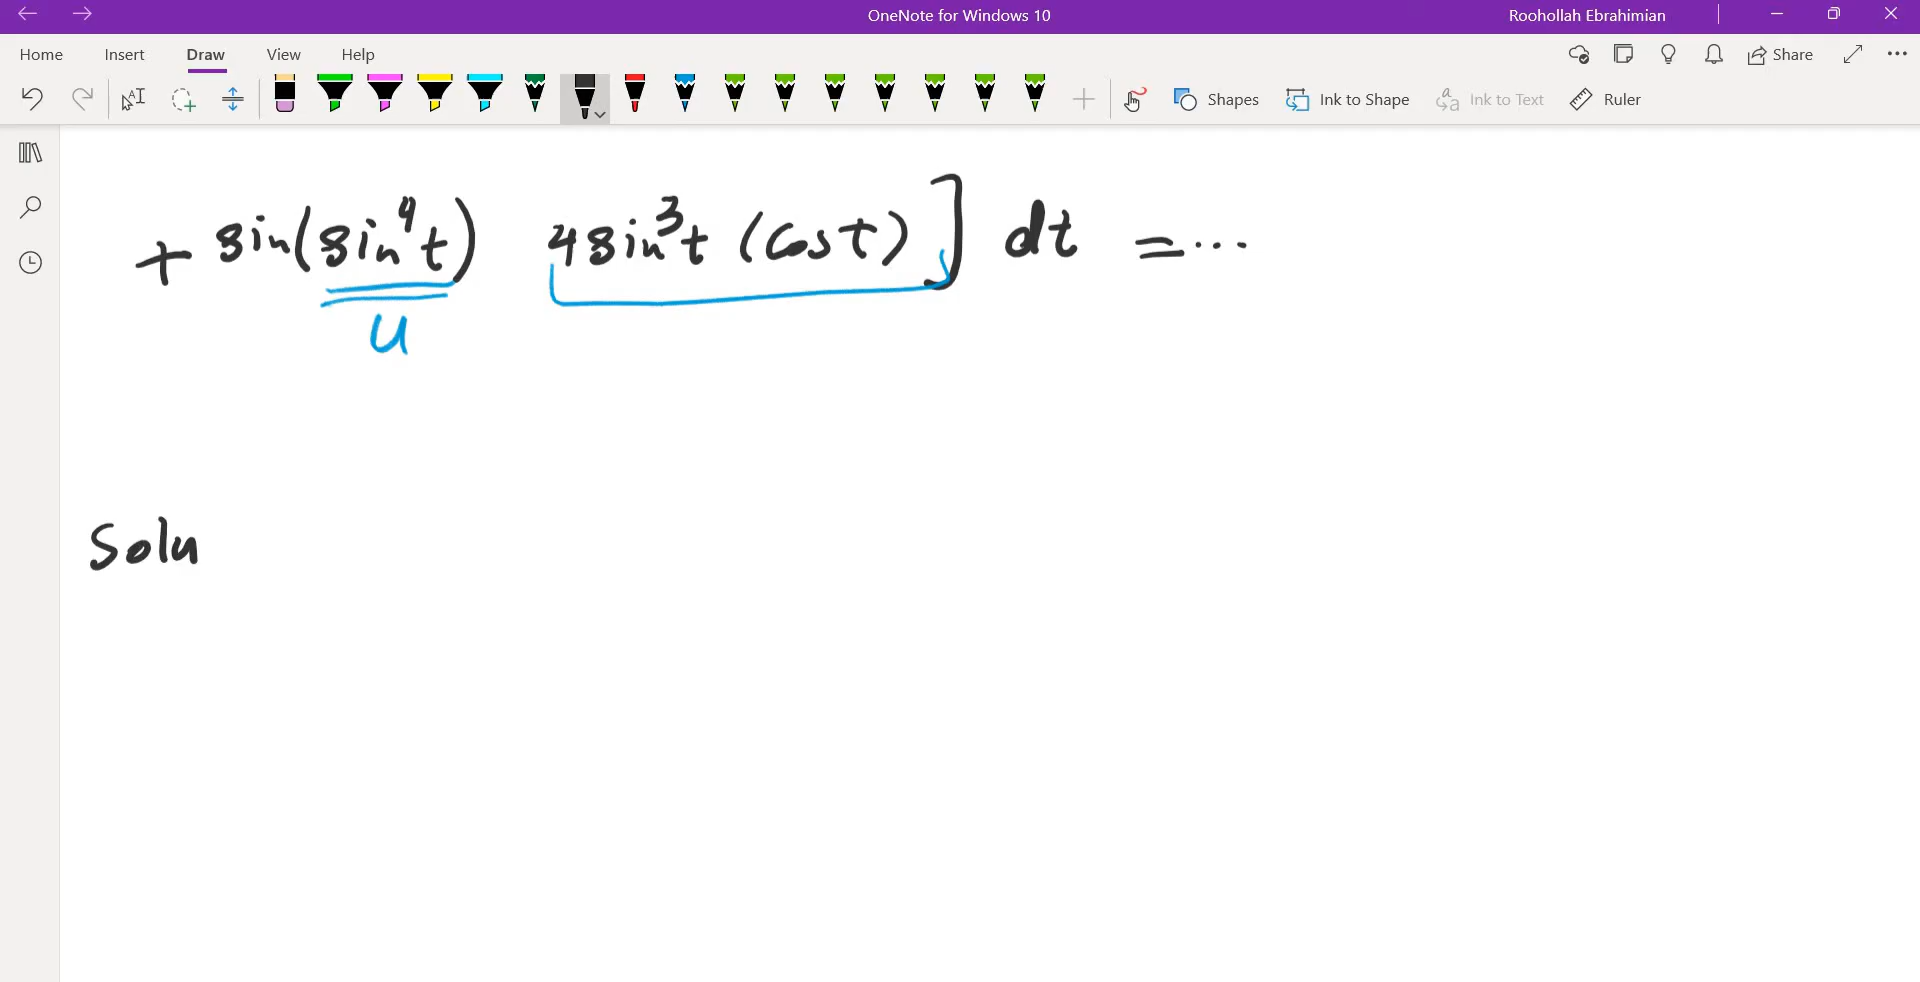 OneNote for Windows 10
Roohollah Ebrahimian
Home Insert Draw View Help
Share
Shapes Ink to Shape Ink to Text Ruler
+ sin(sin⁴t) 4sin³t (cost)] dt = ...
u
Soln